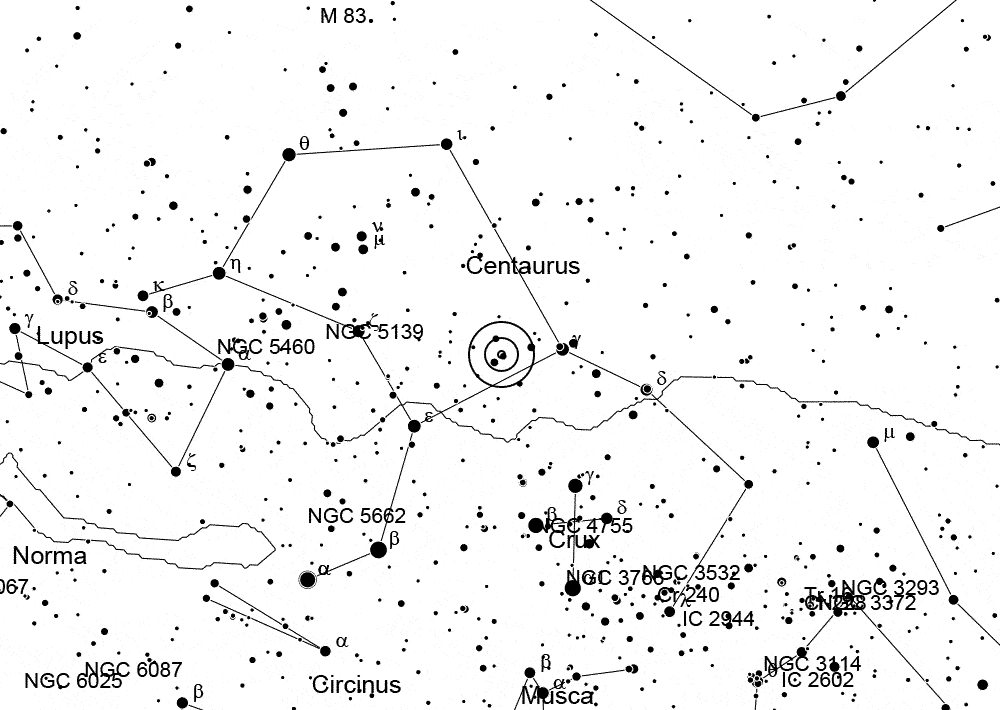 M 83
θ
ι
ν
μ
η
Centaurus
κ
δ
β
γ
Lupus
ζ
NGC 5139
NGC 5460
α
ε
γ
δ
ε
μ
ζ
γ
β
δ
NGC 4755
Crux
NGC 5662
β
Norma
α
NGC 3766
NGC 3532
Cr 240
λ
IC 2944
NGC 3293
3372
067
α
β
NGC 6087
NGC 6025
β
Circinus
α
Musca
NGC 3114
θ
IC 2602